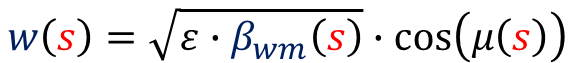 w(s) = √(ε · β_wm(s)) · cos(μ(s))